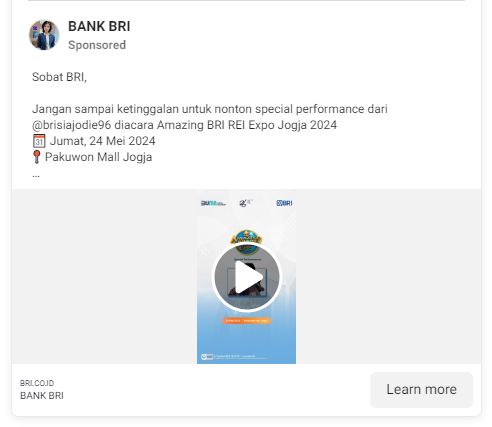 BANK BRI
Sponsored
Sobat BRI,
Jangan sampai ketinggalan untuk nonton special performance dari
@brisiajodie96 diacara Amazing BRI REI Expo Jogja 2024
Jumat, 24 Mei 2024
Pakuwon Mall Jogja
...
BRI
BRI.CO.ID
BANK BRI
Learn more